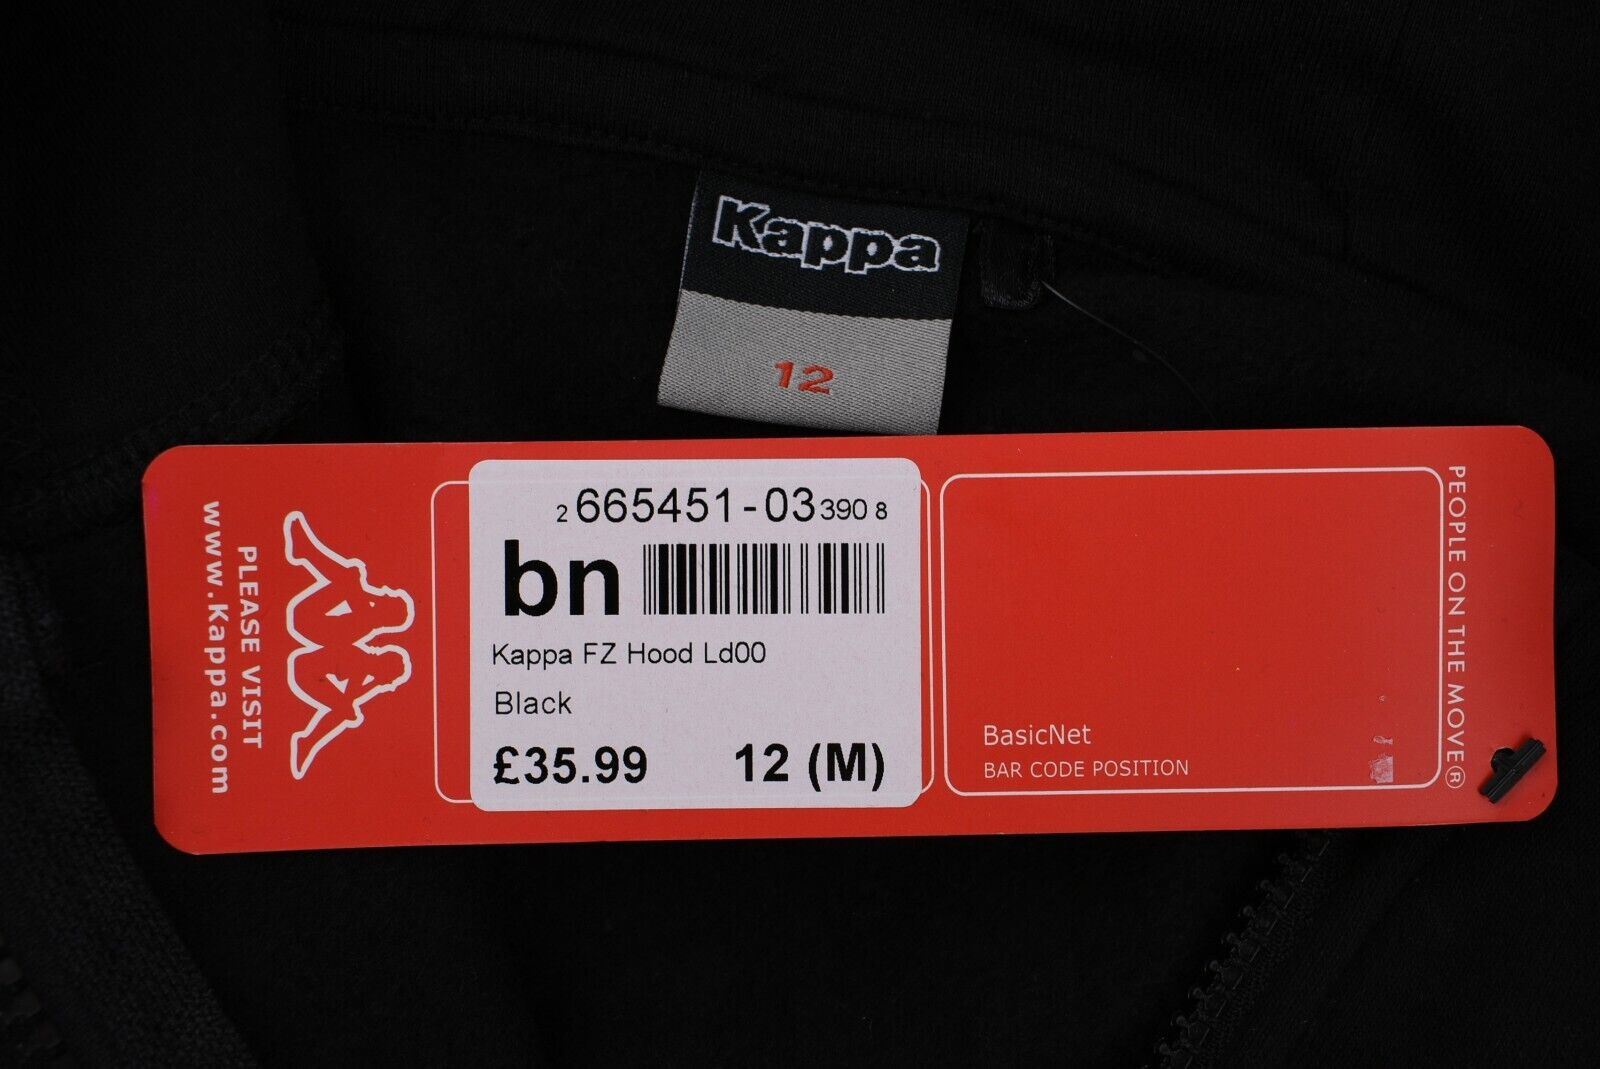 Kappa
12
PLEASE VISIT
www.Kappa.com
2 665451-03 390 8
bn
Kappa FZ Hood Ld00
Black
£35.99 12 (M)
BasicNet
BAR CODE POSITION
PEOPLE ON THE MOVE®